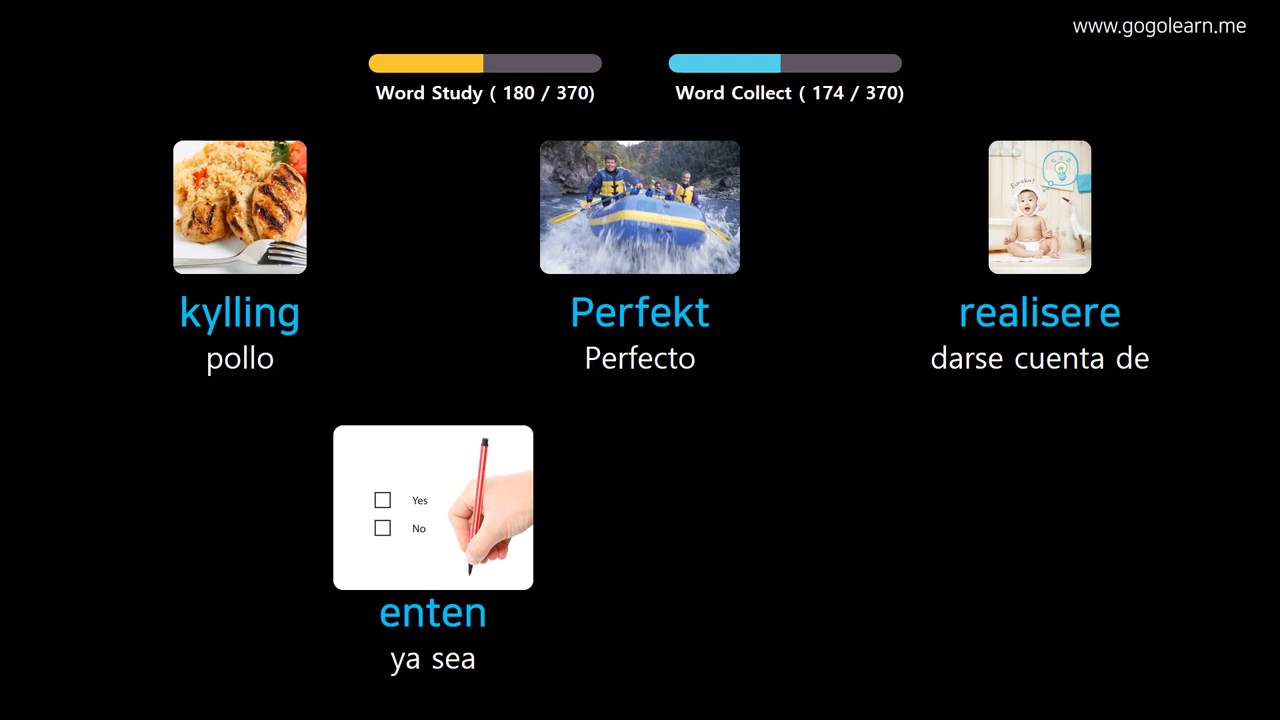 www.gogolearn.me
Word Study ( 180 / 370)
Word Collect ( 174 / 370)
Eureka!
kylling
pollo
Perfekt
Perfecto
realisere
darse cuenta de
Yes
No
enten
ya sea